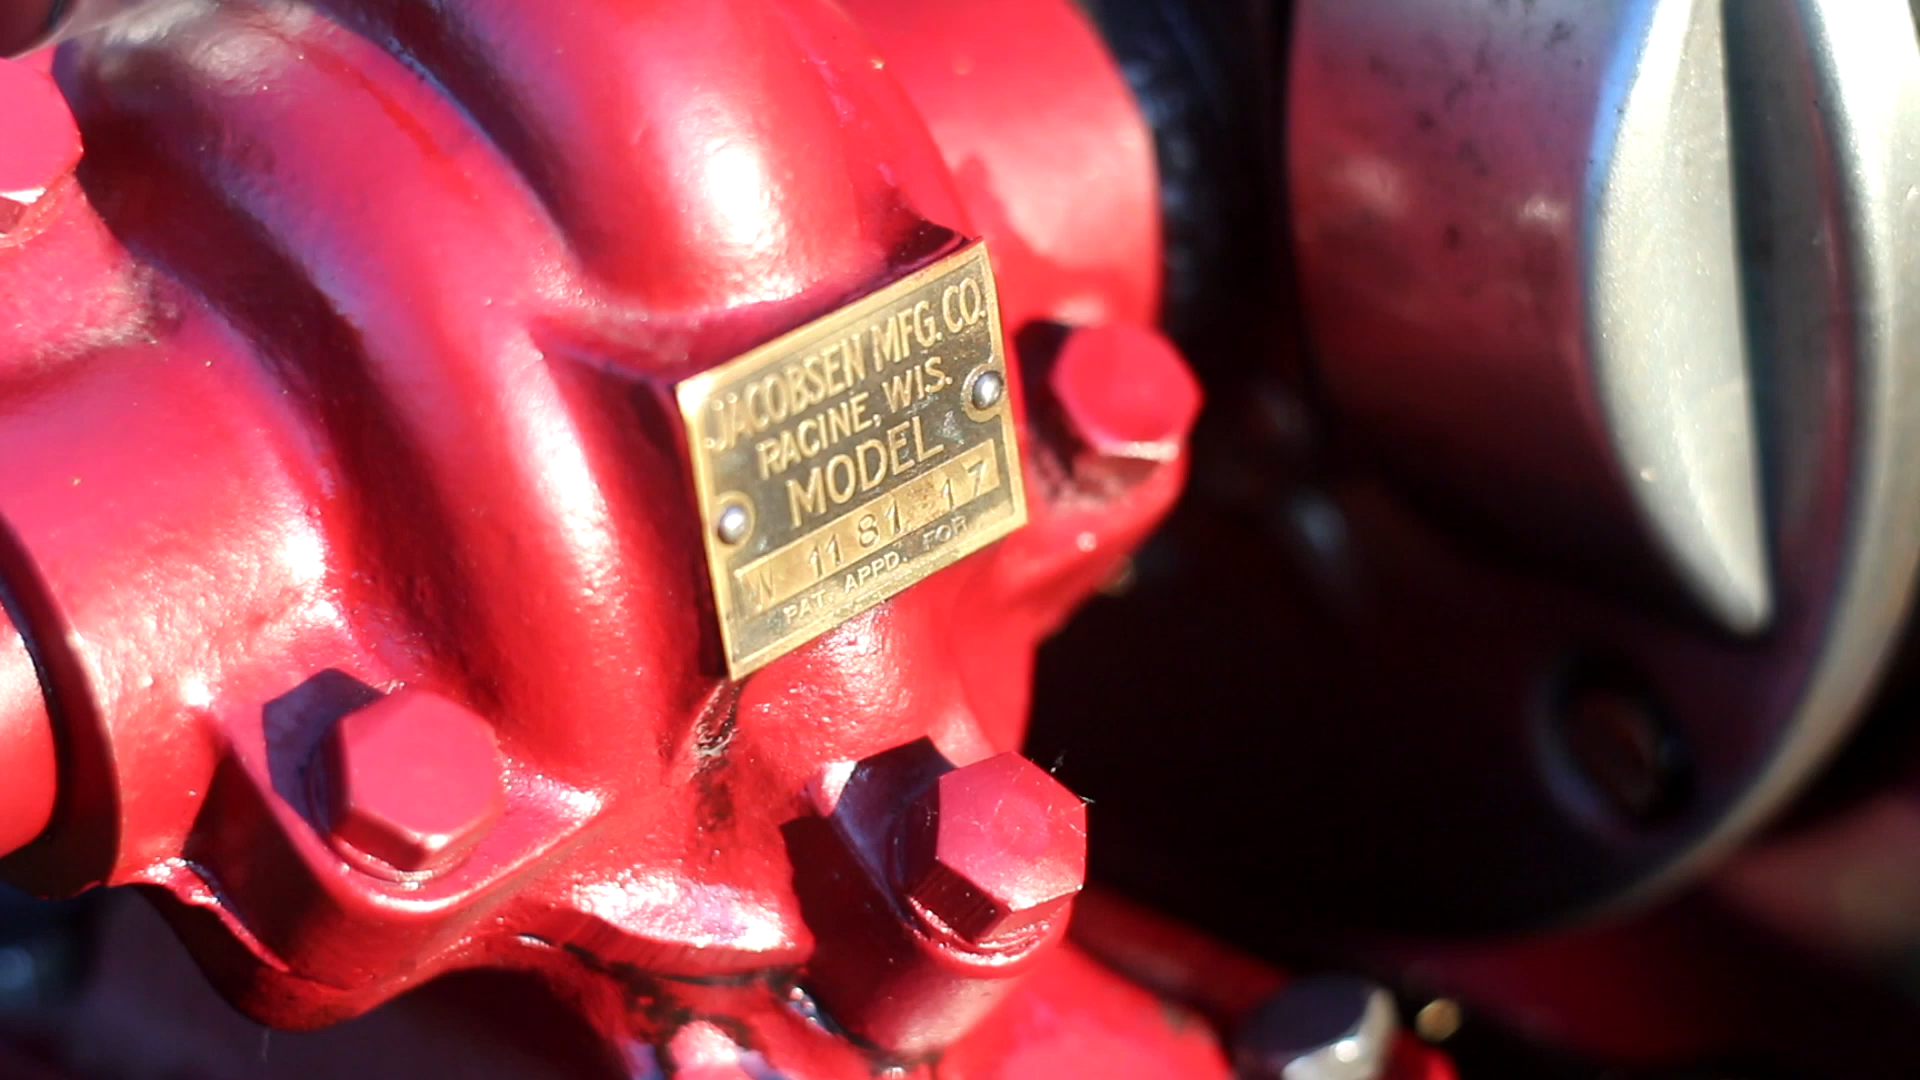 JACOBSEN MFG. CO.
RACINE, WIS.
MODEL
W 11 81 17
PAT. APPD. FOR